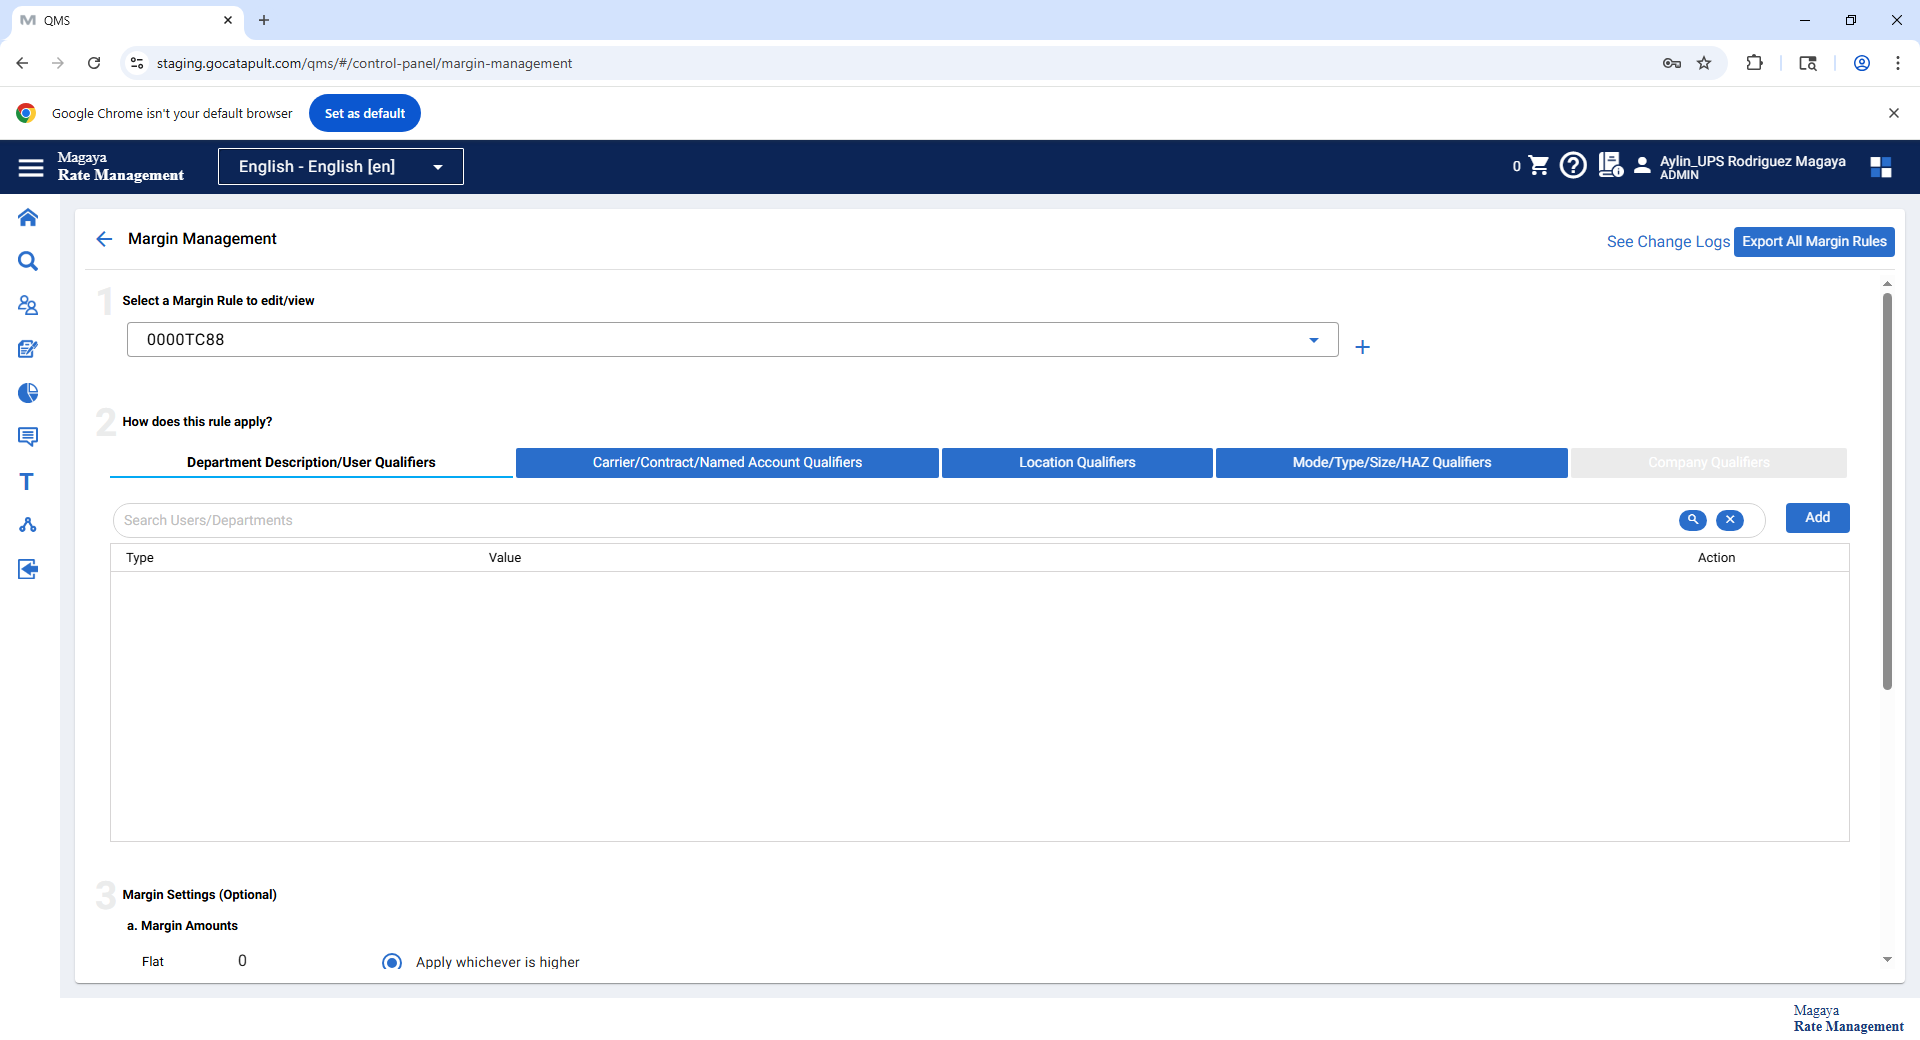 QMS
staging.gocatapult.com/qms/#/control-panel/margin-management
Google Chrome isn't your default browser
Set as default
Magaya
Rate Management
English - English [en]
0
Aylin_UPS Rodriguez Magaya
ADMIN
Margin Management
See Change Logs
Export All Margin Rules
1
Select a Margin Rule to edit/view
0000TC88
2
How does this rule apply?
Department Description/User Qualifiers
Carrier/Contract/Named Account Qualifiers
Location Qualifiers
Mode/Type/Size/HAZ Qualifiers
Company Qualifiers
Search Users/Departments
Add
Type
Value
Action
3
Margin Settings (Optional)
a. Margin Amounts
Flat
0
Apply whichever is higher
Magaya
Rate Management